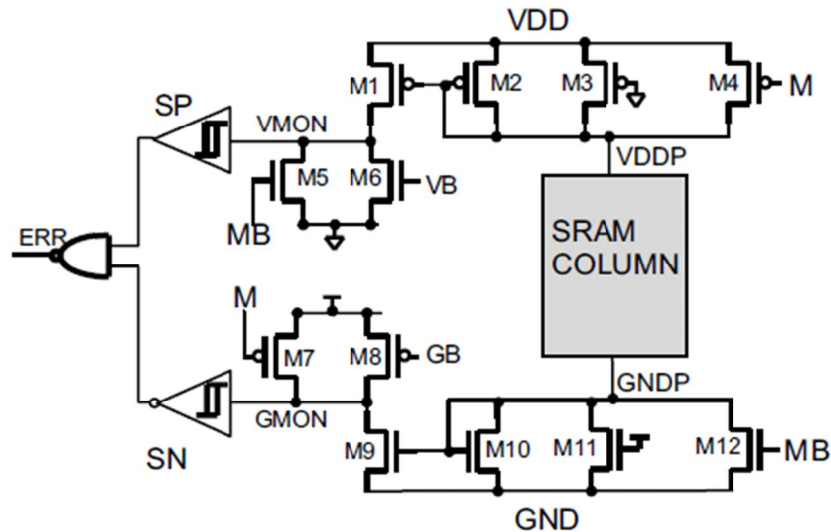 VDD
M1
M2
M3
M4
M
SP
VMON
VDDP
M5
M6
VB
MB
SRAM
COLUMN
ERR
M
M7
M8
GB
GNDP
GMON
SN
M9
M10
M11
M12
MB
GND